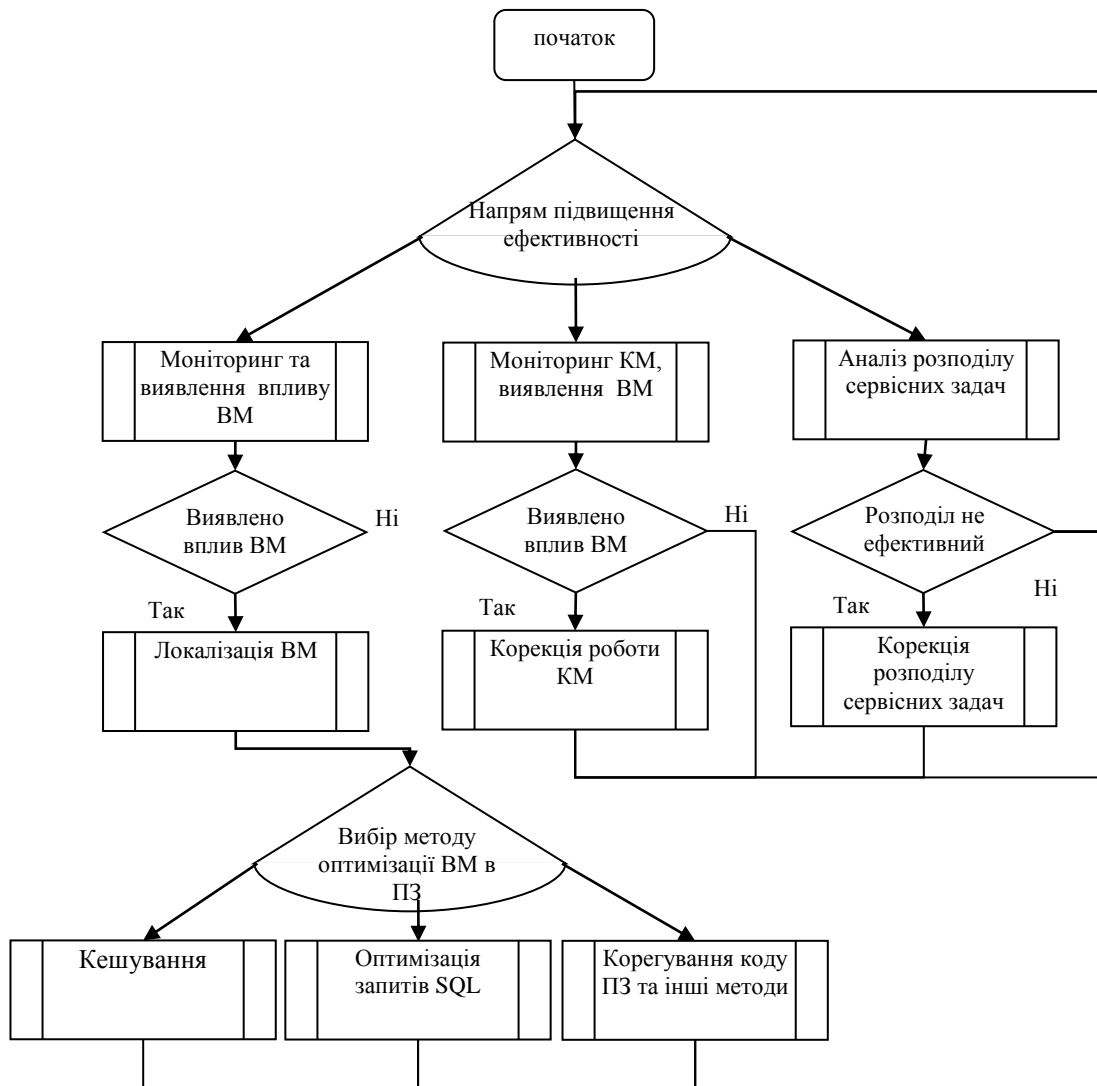 початок
Напрям підвищення
ефективності
Моніторинг та
виявлення впливу
ВМ
Моніторинг КМ,
виявлення ВМ
Аналіз розподілу
сервісних задач
Виявлено
вплив ВМ
Ні
Виявлено
вплив ВМ
Ні
Розподіл не
ефективний
Ні
Так
Так
Так
Локалізація ВМ
Корекція роботи
КМ
Корекція
розподілу
сервісних задач
Вибір методу
оптимізації ВМ в
ПЗ
Кешування
Оптимізація
запитів SQL
Корегування коду
ПЗ та інші методи